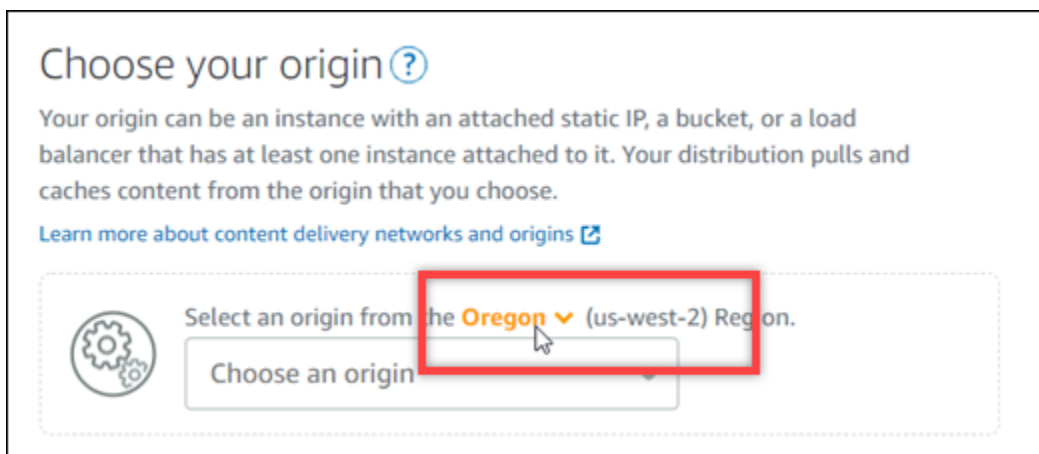 Choose your origin ?
Your origin can be an instance with an attached static IP, a bucket, or a load
balancer that has at least one instance attached to it. Your distribution pulls and
caches content from the origin that you choose.
Learn more about content delivery networks and origins
Select an origin from the Oregon (us-west-2) Region.
Choose an origin